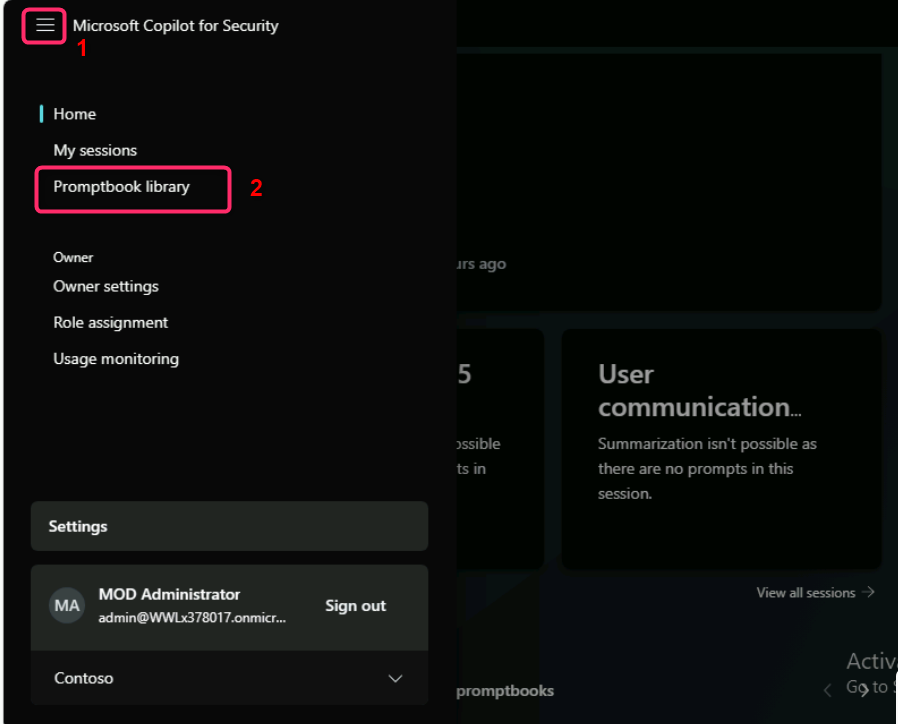 Microsoft Copilot for Security
1
Home
My sessions
Promptbook library
2
Owner
Owner settings
Role assignment
Usage monitoring
Settings
MA
MOD Administrator
admin@WWLx378017.onmicr...
Sign out
Contoso
urs ago
5
ossible
ts in
User
communication...
Summarization isn't possible as
there are no prompts in this
session.
View all sessions
promptbooks
Activ
Go to S